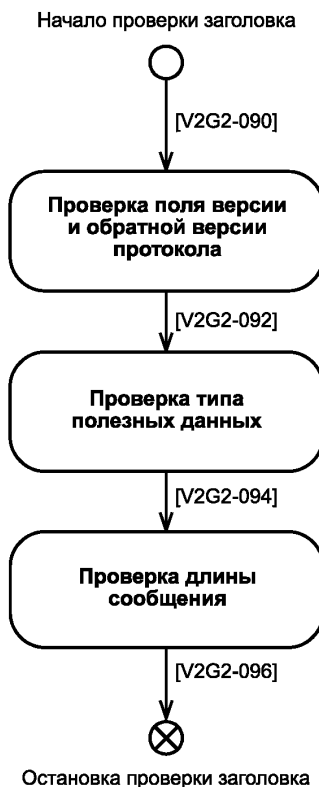 Начало проверки заголовка
[V2G2-090]
Проверка поля версии
и обратной версии
протокола
[V2G2-092]
Проверка типа
полезных данных
[V2G2-094]
Проверка длины
сообщения
[V2G2-096]
Остановка проверки заголовка